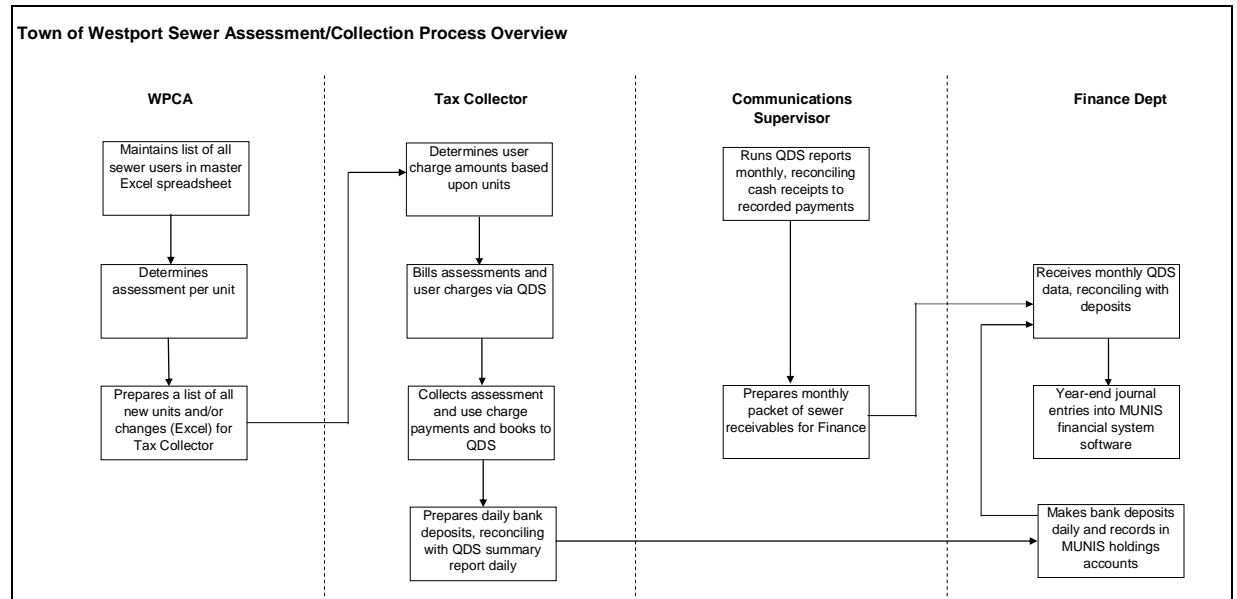 Town of Westport Sewer Assessment/Collection Process Overview
WPCA
Maintains list of all
sewer users in master
Excel spreadsheet
Determines
assessment per unit
Prepares a list of all
new units and/or
changes (Excel) for
Tax Collector
Tax Collector
Determines user
charge amounts based
upon units
Bills assessments and
user charges via QDS
Collects assessment
and use charge
payments and books to
QDS
Prepares daily bank
deposits, reconciling
with QDS summary
report daily
Communications
Supervisor
Runs QDS reports
monthly, reconciling
cash receipts to
recorded payments
Prepares monthly
packet of sewer
receivables for Finance
Finance Dept
Receives monthly QDS
data, reconciling with
deposits
Year-end journal
entries into MUNIS
financial system
software
Makes bank deposits
daily and records in
MUNIS holdings
accounts